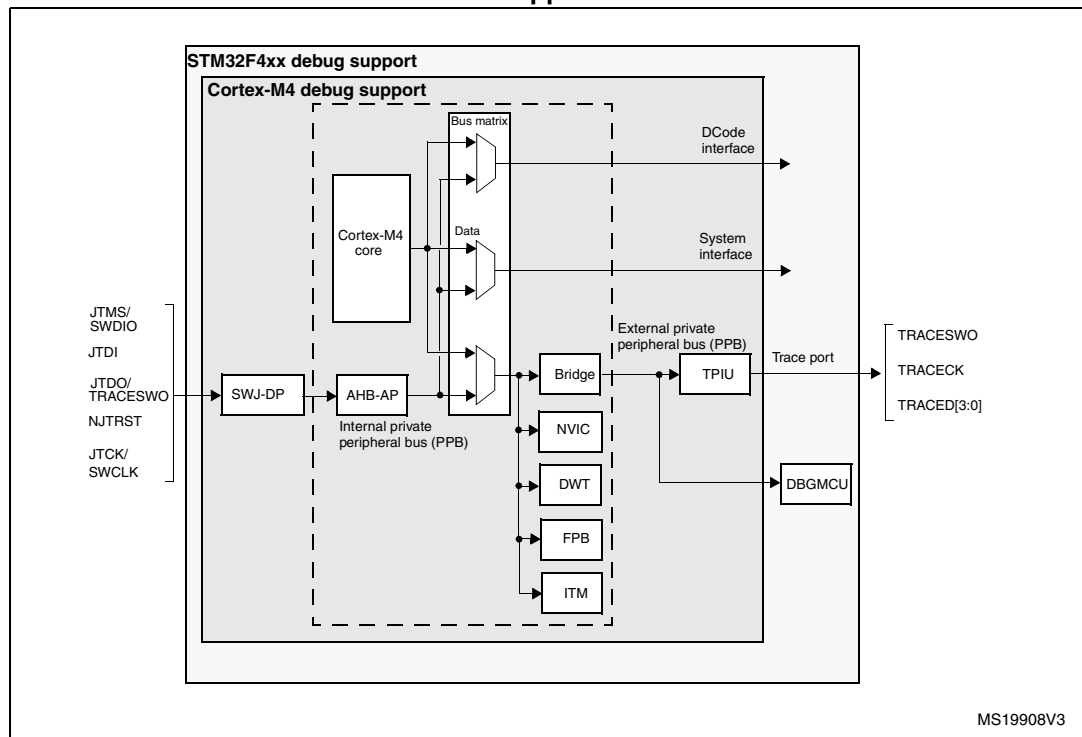 STM32F4xx debug support
Cortex-M4 debug support
Bus matrix
DCode
interface
Cortex-M4
core
Data
System
interface
JTMS/
SWDIO
JTDI
JTDO/
TRACESWO
NJTRST
JTCK/
SWCLK
SWJ-DP
AHB-AP
Internal private
peripheral bus (PPB)
External private
peripheral bus (PPB)
Bridge
NVIC
DWT
FPB
ITM
TPIU
Trace port
DBGMCU
TRACESWO
TRACECK
TRACED[3:0]
MS19908V3